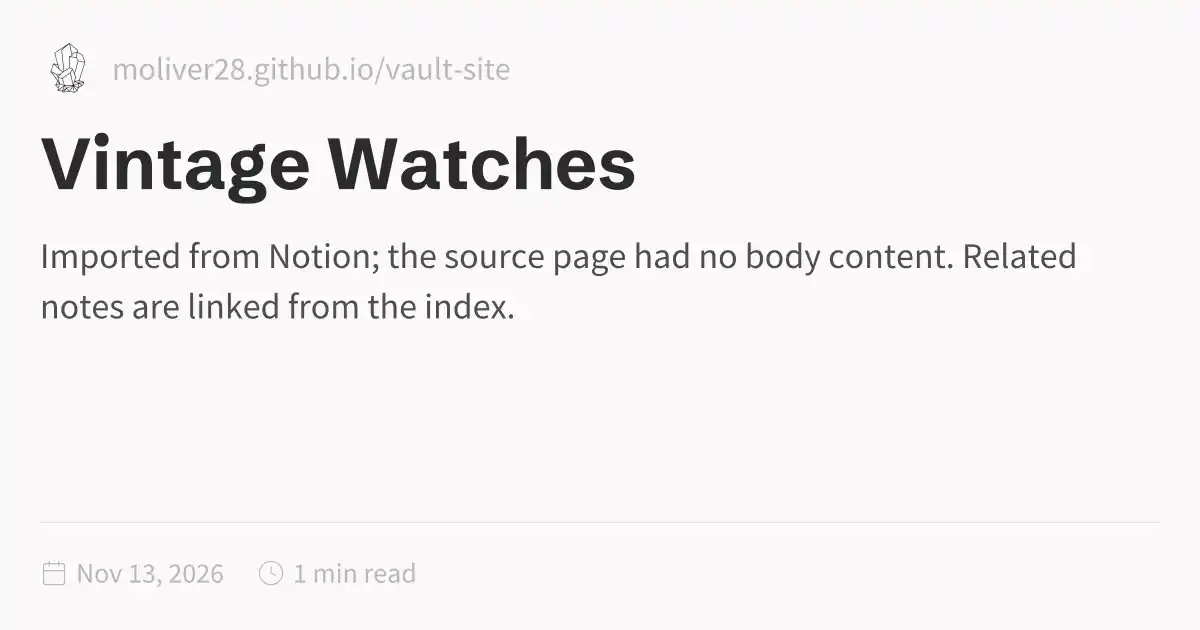 moliver28.github.io/vault-site
Vintage Watches
Imported from Notion; the source page had no body content. Related
notes are linked from the index.
Nov 13, 2026
1 min read